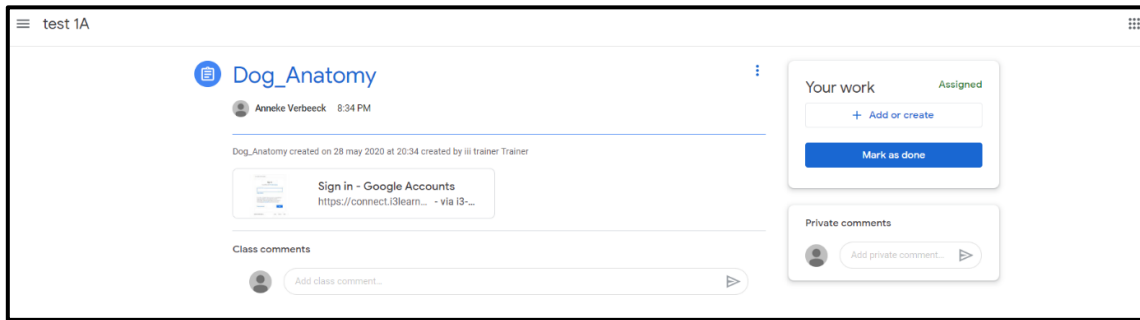 test 1A
Dog_Anatomy
Anneke Verbeeck 8:34 PM
Dog_Anatomy created on 28 may 2020 at 20:34 created by iii trainer Trainer
Sign in - Google Accounts
https://connect.i3learn... - via i3-...
Class comments
Add class comment...
Your work Assigned
+ Add or create
Mark as done
Private comments
Add private comment...